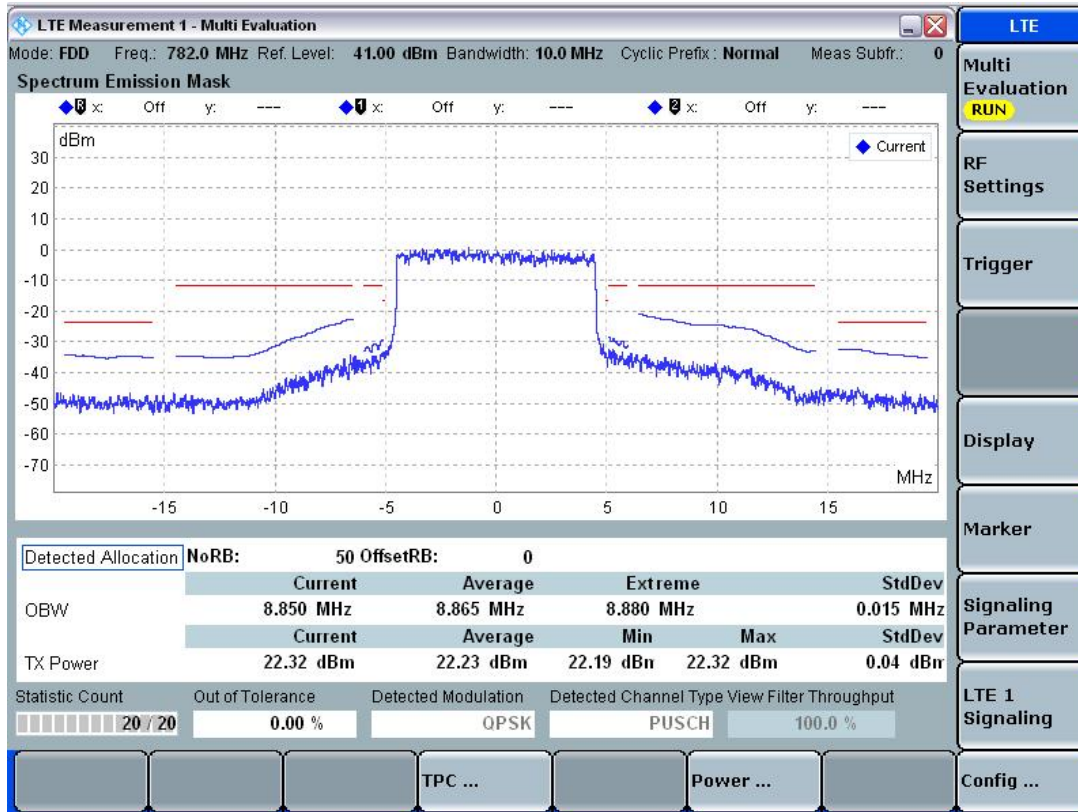 LTE Measurement 1 - Multi Evaluation
LTE
Mode: FDD Freq.: 782.0 MHz Ref. Level: 41.00 dBm Bandwidth: 10.0 MHz Cyclic Prefix: Normal Meas Subfr.: 0
Spectrum Emission Mask
R x: Off y: --- 1 x: Off y: --- 2 x: Off y: ---
dBm
Current
30
20
10
0
-10
-20
-30
-40
-50
-60
-70
MHz
-15 -10 -5 0 5 10 15
Detected Allocation NoRB: 50 OffsetRB: 0
Current Average Extreme StdDev
OBW 8.850 MHz 8.865 MHz 8.880 MHz 0.015 MHz
Current Average Min Max StdDev
TX Power 22.32 dBm 22.23 dBm 22.19 dBm 22.32 dBm 0.04 dBm
Statistic Count Out of Tolerance Detected Modulation Detected Channel Type View Filter Throughput
20 / 20 0.00 % QPSK PUSCH 100.0 %
Multi
Evaluation
RUN
RF
Settings
Trigger
Display
Marker
Signaling
Parameter
LTE 1
Signaling
TPC ... Power ... Config ...